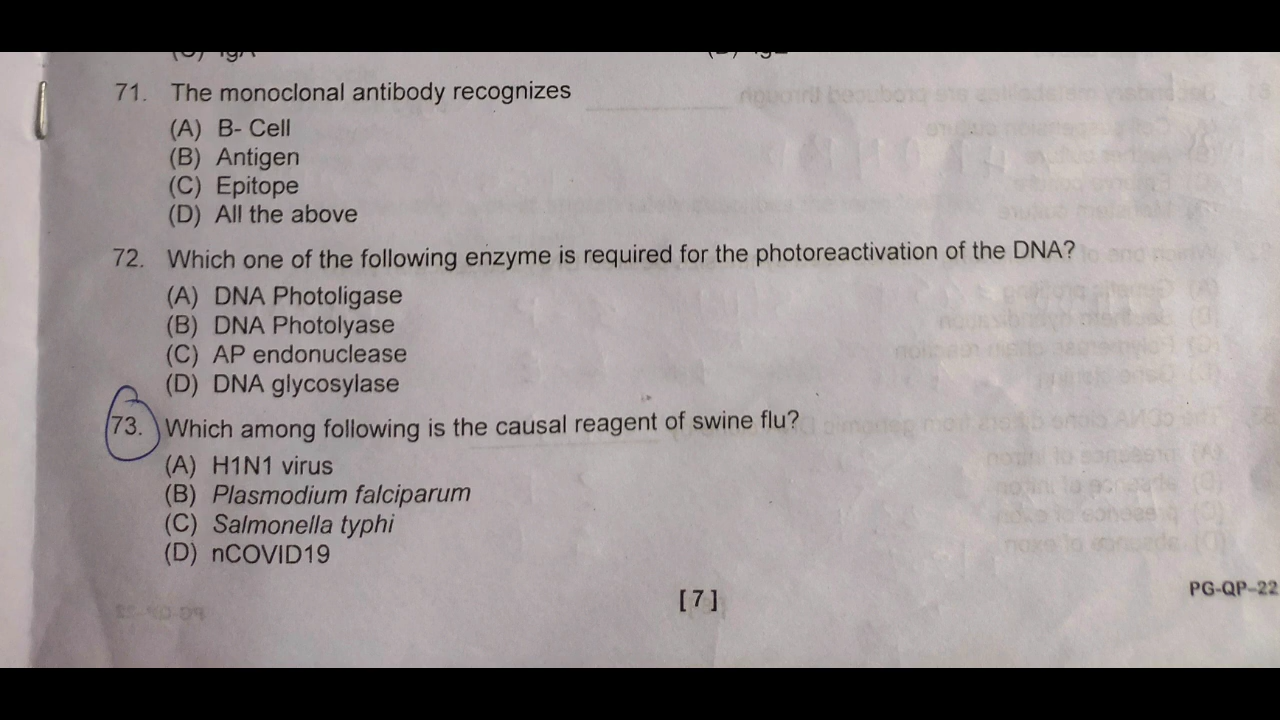 71. The monoclonal antibody recognizes
(A) B- Cell
(B) Antigen
(C) Epitope
(D) All the above
72. Which one of the following enzyme is required for the photoreactivation of the DNA?
(A) DNA Photoligase
(B) DNA Photolyase
(C) AP endonuclease
(D) DNA glycosylase
73. Which among following is the causal reagent of swine flu?
(A) H1N1 virus
(B) Plasmodium falciparum
(C) Salmonella typhi
(D) nCOVID19
[ 7 ]
PG-QP-22